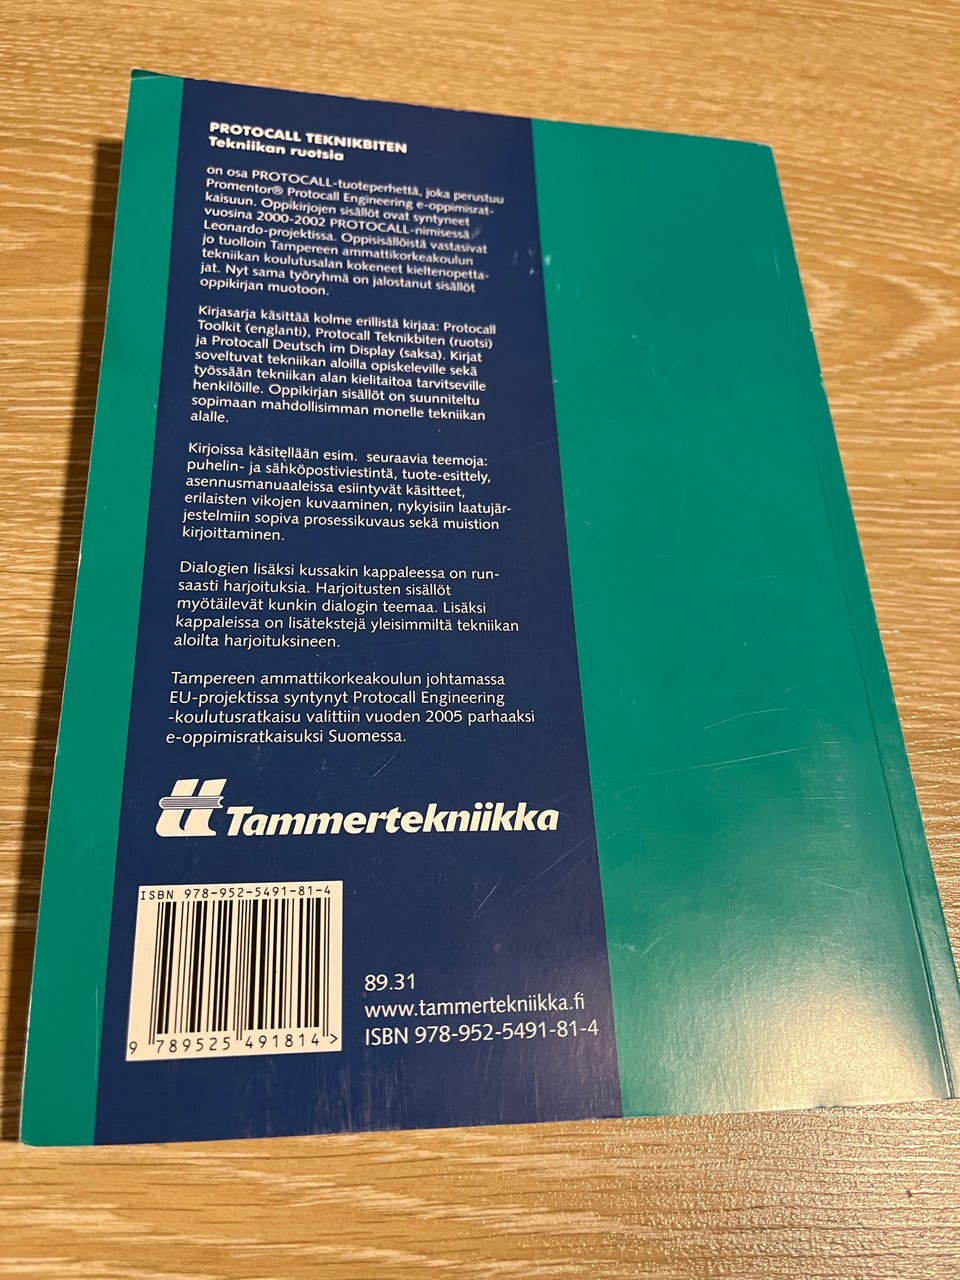 PROTOCALL TEKNIKBITEN
Tekniikan ruotsia
on osa PROTOCALL-tuoteperhettä, joka perustuu
Promentor® Protocall Engineering e-oppimisrat-
kaisuun. Oppikirjojen sisällöt ovat syntyneet
vuosina 2000-2002 PROTOCALL-nimisessä
Leonardo-projektissa. Oppisisällöistä vastasivat
jo tuolloin Tampereen ammattikorkeakoulun
tekniikan koulutusalan kokeneet kieltenopetta-
jat. Nyt sama työryhmä on jalostanut sisällöt
oppikirjan muotoon.
Kirjasarja käsittää kolme erillistä kirjaa: Protocall
Toolkit (englanti), Protocall Teknikbiten (ruotsi)
ja Protocall Deutsch im Display (saksa). Kirjat
soveltuvat tekniikan aloilla opiskeleville sekä
työssään tekniikan alan kielitaitoa tarvitseville
henkilöille. Oppikirjan sisällöt on suunniteltu
sopimaan mahdollisimman monelle tekniikan
alalle.
Kirjoissa käsitellään esim. seuraavia teemoja:
puhelin- ja sähköpostiviestintä, tuote-esittely,
asennusmanuaaleissa esiintyvät käsitteet,
erilaisten vikojen kuvaaminen, nykyisiin laatujär-
jestelmiin sopiva prosessikuvaus sekä muistion
kirjoittaminen.
Dialogien lisäksi kussakin kappaleessa on run-
saasti harjoituksia. Harjoitusten sisällöt
myötäilevät kunkin dialogin teemaa. Lisäksi
kappaleissa on lisätekstejä yleisimmiltä tekniikan
aloilta harjoituksineen.
Tampereen ammattikorkeakoulun johtamassa
EU-projektissa syntynyt Protocall Engineering
-koulutusratkaisu valittiin vuoden 2005 parhaaksi
e-oppimisratkaisuksi Suomessa.
tt Tammertekniikka
ISBN 978-952-5491-81-4
9 789525 491814 >
89.31
www.tammertekniikka.fi
ISBN 978-952-5491-81-4